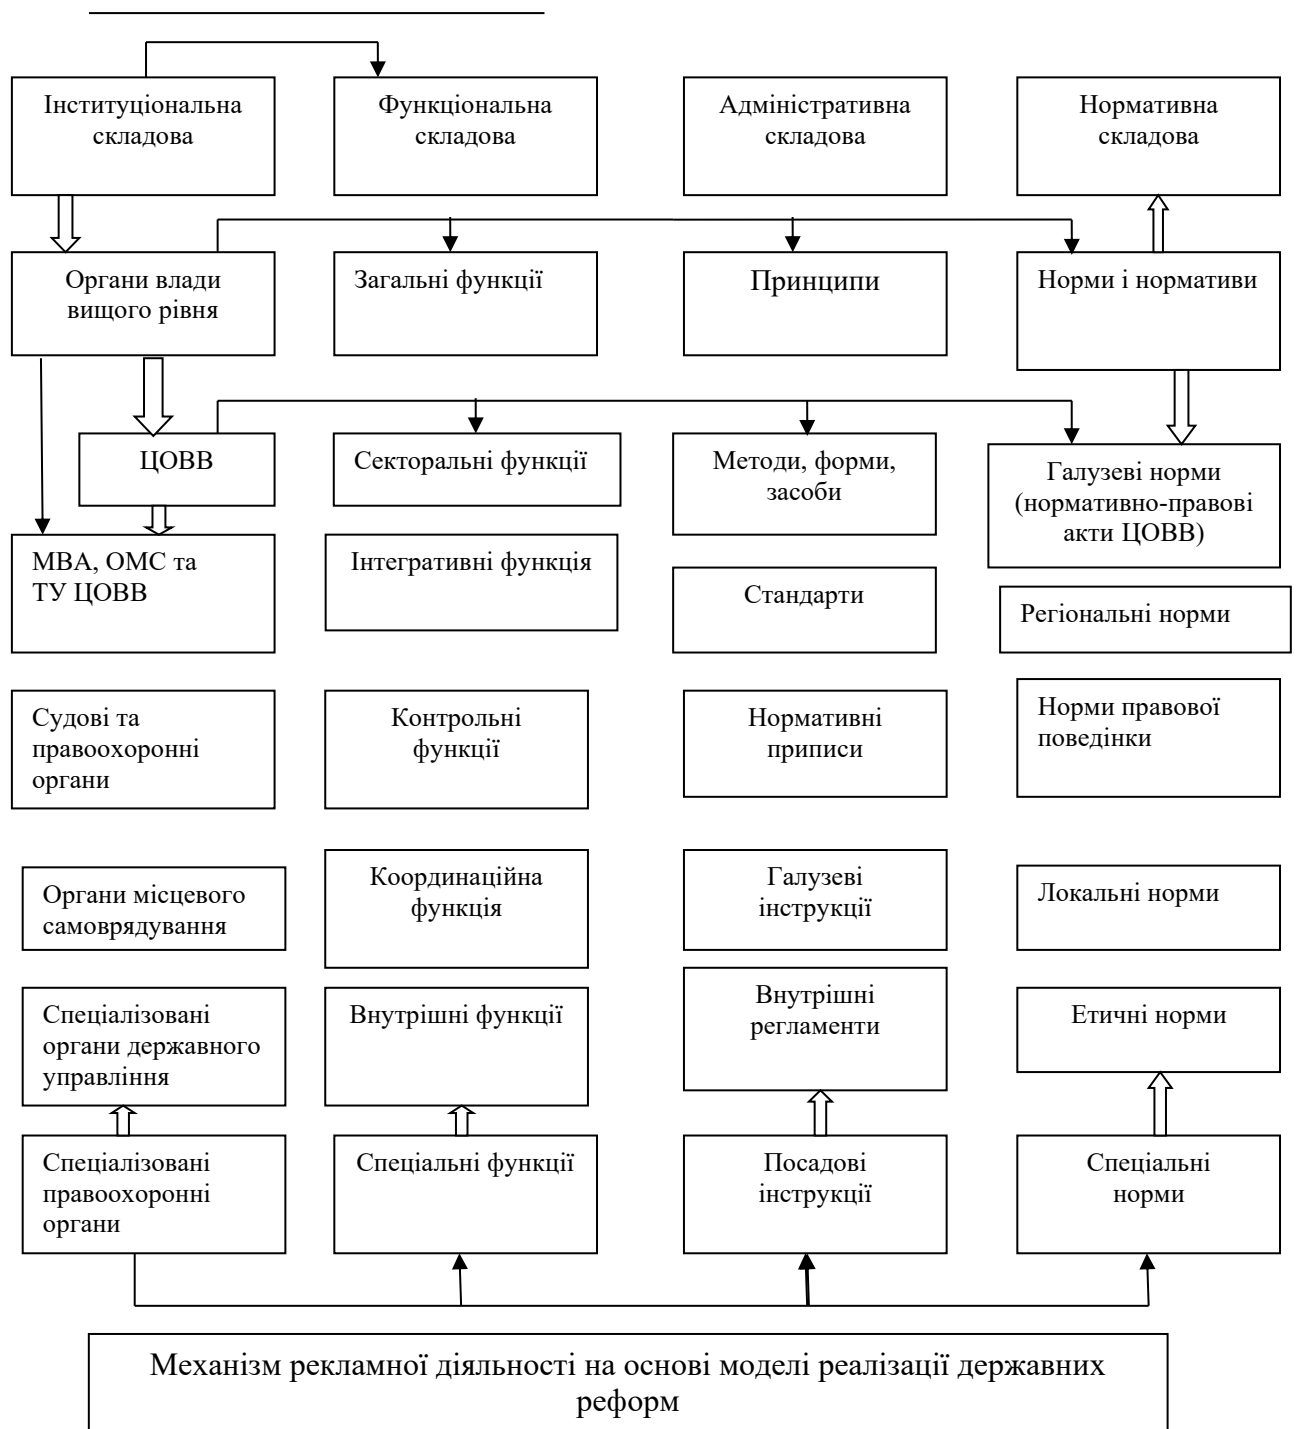 Інституціональна
складова
Функціональна
складова
Адміністративна
складова
Нормативна
складова
Органи влади
вищого рівня
Загальні функції
Принципи
Норми і нормативи
ЦОВВ
Секторальні функції
Методи, форми,
засоби
Галузеві норми
(нормативно-правові
акти ЦОВВ)
МВА, ОМС та
ТУ ЦОВВ
Інтегративні функція
Стандарти
Регіональні норми
Судові та
правоохоронні
органи
Контрольні
функції
Нормативні
приписи
Норми правової
поведінки
Органи місцевого
самоврядування
Координаційна
функція
Галузеві
інструкції
Локальні норми
Спеціалізовані
органи державного
управління
Внутрішні функції
Внутрішні
регламенти
Етичні норми
Спеціалізовані
правоохоронні
органи
Спеціальні функції
Посадові
інструкції
Спеціальні
норми
Механізм рекламної діяльності на основі моделі реалізації державних
реформ